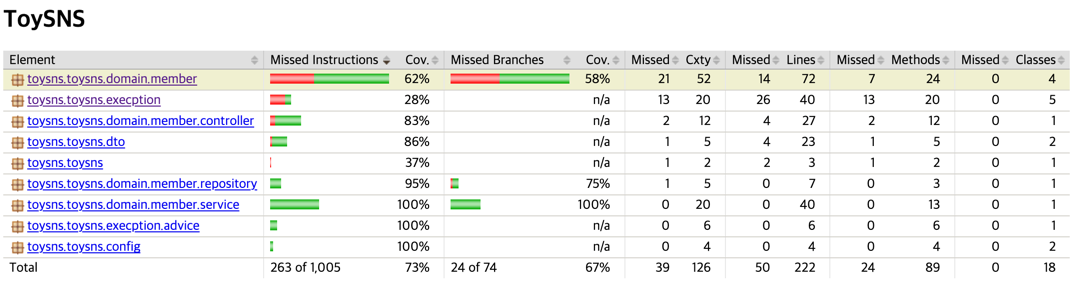 ToySNS
Element Missed Instructions Cov. Missed Branches Cov. Missed Cxty Missed Lines Missed Methods Missed Classes
toysns.toysns.domain.member 62% 58% 21 52 14 72 7 24 0 4
toysns.toysns.execption 28% n/a 13 20 26 40 13 20 0 5
toysns.toysns.domain.member.controller 83% n/a 2 12 4 27 2 12 0 1
toysns.toysns.dto 86% n/a 1 5 4 23 1 5 0 2
toysns.toysns 37% n/a 1 2 2 3 1 2 0 1
toysns.toysns.domain.member.repository 95% 75% 1 5 0 7 0 3 0 1
toysns.toysns.domain.member.service 100% 100% 0 20 0 40 0 13 0 1
toysns.toysns.execption.advice 100% n/a 0 6 0 6 0 6 0 1
toysns.toysns.config 100% n/a 0 4 0 4 0 4 0 2
Total 263 of 1,005 73% 24 of 74 67% 39 126 50 222 24 89 0 18